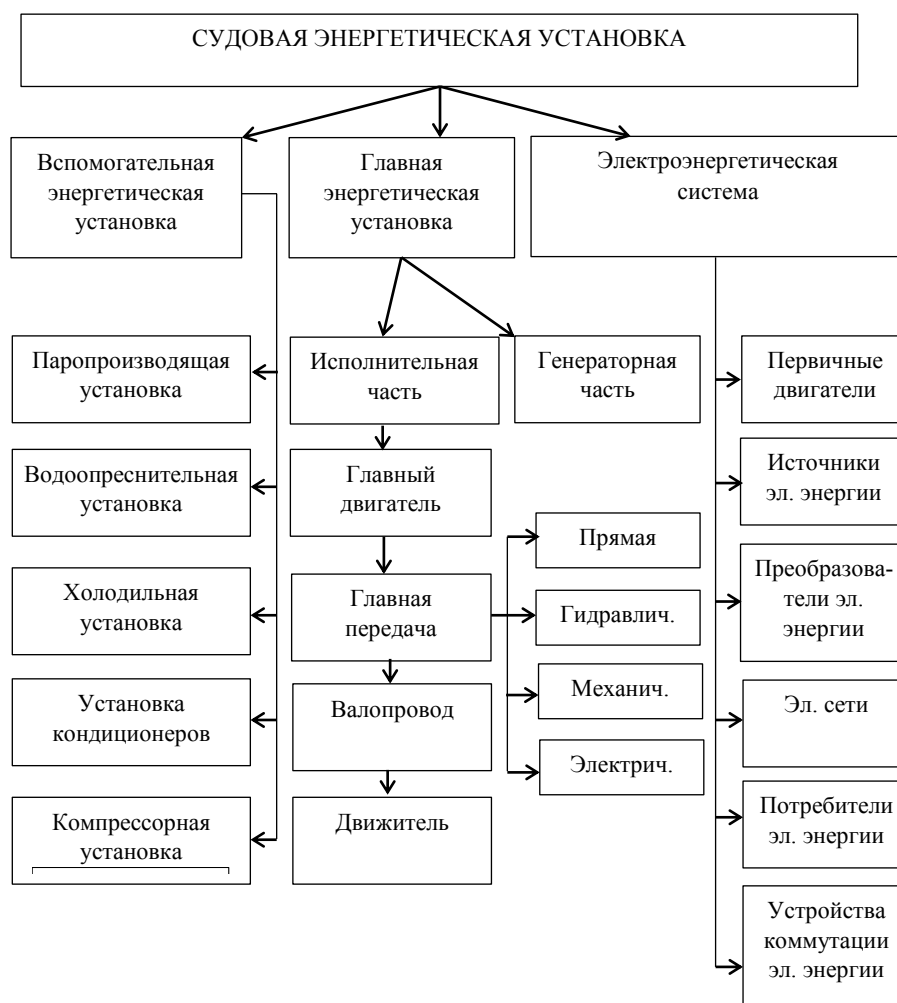 СУДОВАЯ ЭНЕРГЕТИЧЕСКАЯ УСТАНОВКА
Вспомогательная
энергетическая
установка
Главная
энергетическая
установка
Электроэнергетическая
система
Паропроизводящая
установка
Исполнительная
часть
Генераторная
часть
Первичные
двигатели
Водоопреснительная
установка
Главный
двигатель
Источники
эл. энергии
Прямая
Холодильная
установка
Главная
передача
Гидравлич.
Преобразова-
тели эл.
энергии
Установка
кондиционеров
Валопровод
Механич.
Эл. сети
Электрич.
Компрессорная
установка
Движитель
Потребители
эл. энергии
Устройства
коммутации
эл. энергии